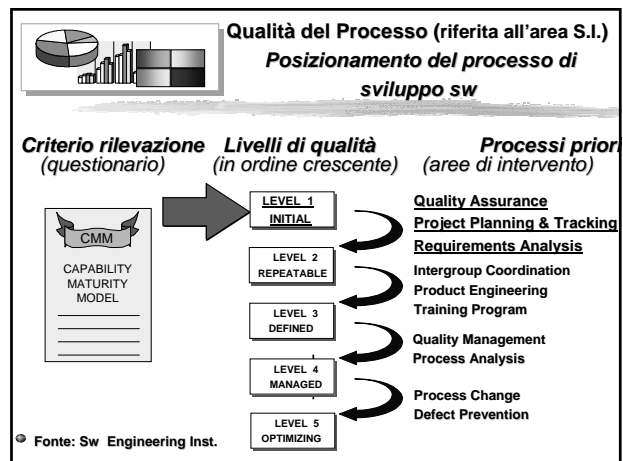 Qualità del Processo (riferita all'area S.I.)
Posizionamento del processo di
sviluppo sw
Criterio rilevazione
(questionario)
Livelli di qualità
(in ordine crescente)
Processi priori
(aree di intervento)
CMM
CAPABILITY
MATURITY
MODEL
LEVEL 1
INITIAL
LEVEL 2
REPEATABLE
LEVEL 3
DEFINED
LEVEL 4
MANAGED
LEVEL 5
OPTIMIZING
Quality Assurance
Project Planning & Tracking
Requirements Analysis
Intergroup Coordination
Product Engineering
Training Program
Quality Management
Process Analysis
Process Change
Defect Prevention
Fonte: Sw Engineering Inst.